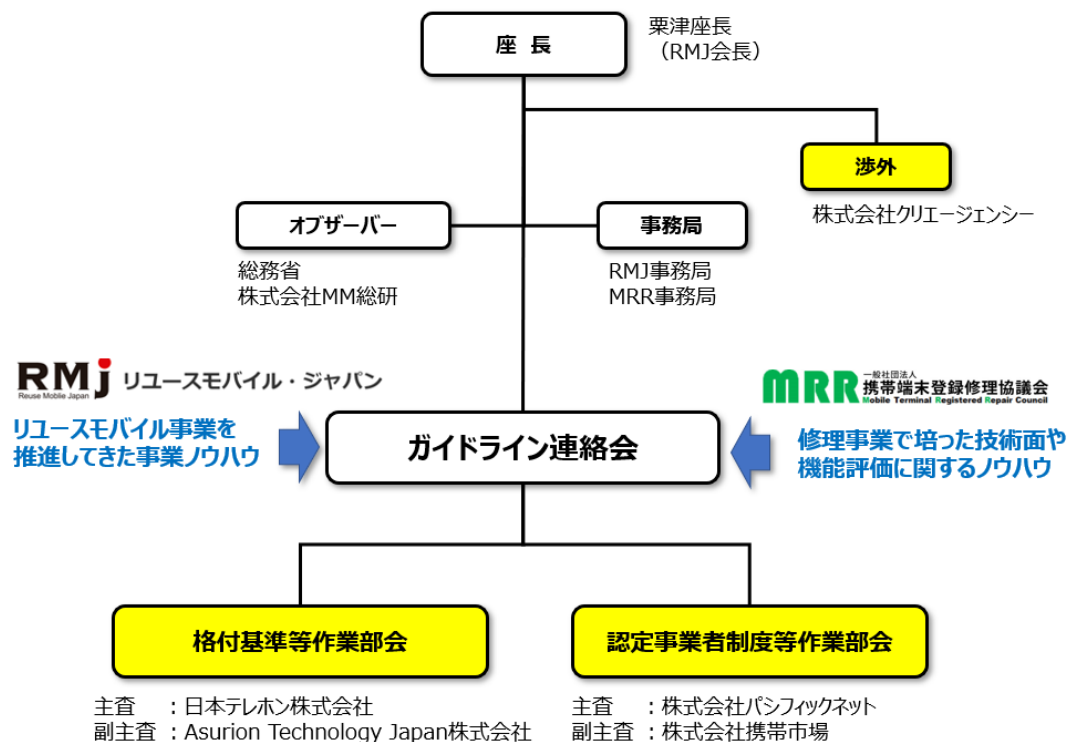 座 長
粟津座長
（RMJ会長）
渉外
株式会社クリエージェンシー
オブザーバー
総務省
株式会社MM総研
事務局
RMJ事務局
MRR事務局
RMJ リユースモバイル・ジャパン
Reuse Mobile Japan
リユースモバイル事業を
推進してきた事業ノウハウ
ガイドライン連絡会
MRR 一般社団法人
携帯端末登録修理協議会
Mobile Terminal Registered Repair Council
修理事業で培った技術面や
機能評価に関するノウハウ
格付基準等作業部会
主査　：日本テレホン株式会社
副主査：Asurion Technology Japan株式会社
認定事業者制度等作業部会
主査　：株式会社パシフィックネット
副主査：株式会社携帯市場